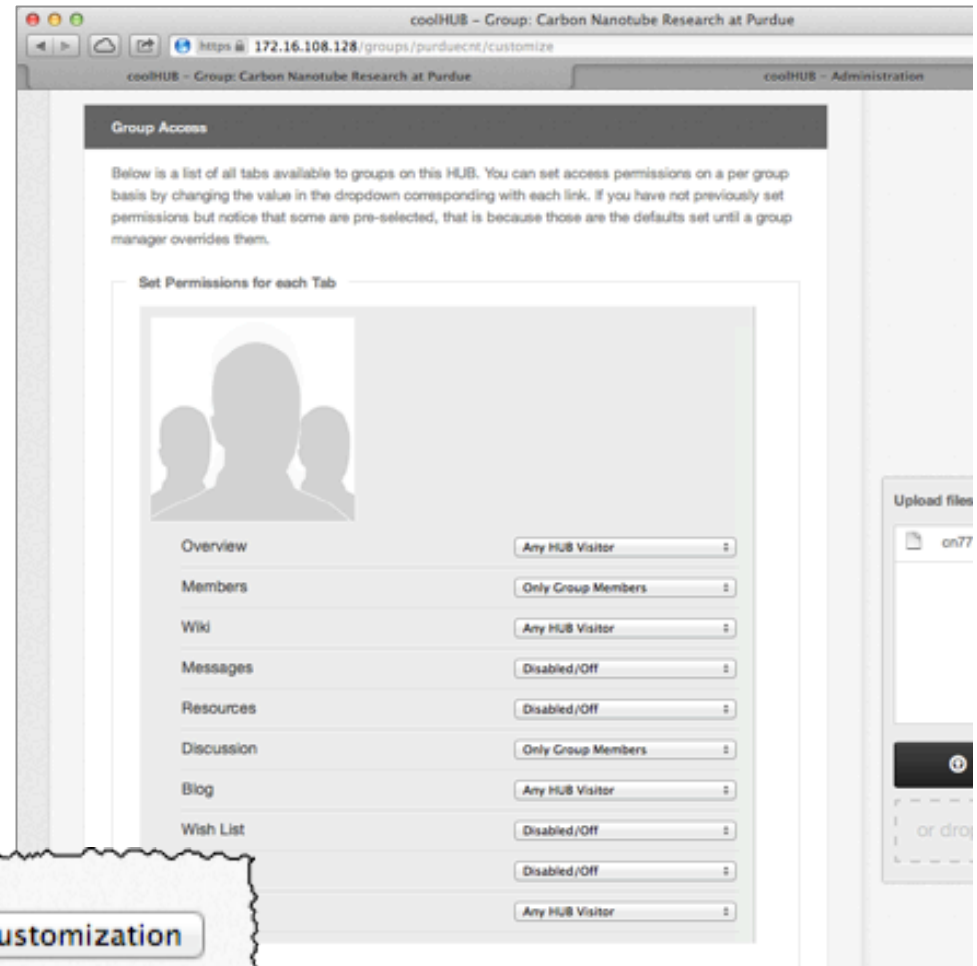 coolHUB – Group: Carbon Nanotube Research at Purdue
https 172.16.108.128/groups/purduecnt/customize
coolHUB – Group: Carbon Nanotube Research at Purdue
coolHUB – Administration
Group Access
Below is a list of all tabs available to groups on this HUB. You can set access permissions on a per group
basis by changing the value in the dropdown corresponding with each link. If you have not previously set
permissions but notice that some are pre-selected, that is because those are the defaults set until a group
manager overrides them.
Set Permissions for each Tab
Overview Any HUB Visitor
Members Only Group Members
Wiki Any HUB Visitor
Messages Disabled/Off
Resources Disabled/Off
Discussion Only Group Members
Blog Any HUB Visitor
Wish List Disabled/Off
Disabled/Off
Any HUB Visitor
ustomization
Upload files
cn77
or drop